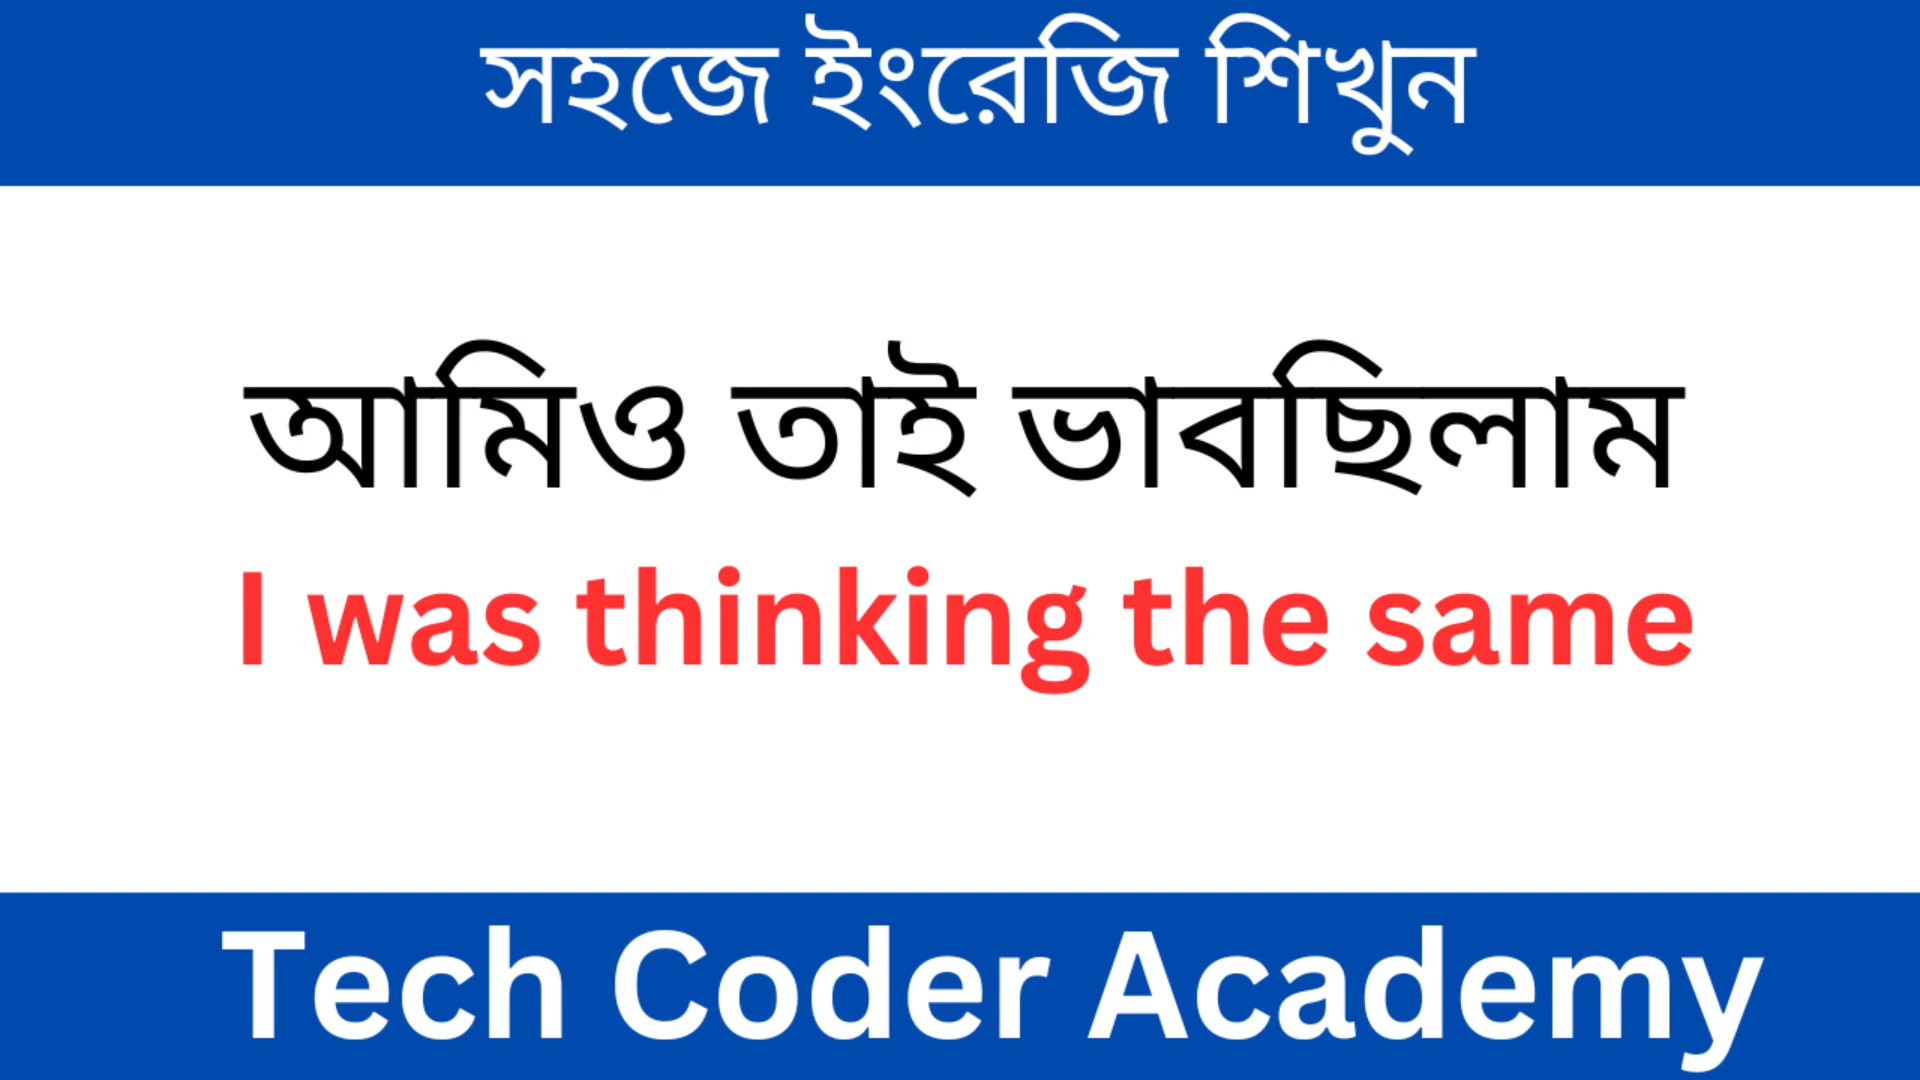 সহজে ইংরেজি শিখুন
আমিও তাই ভাবছিলাম
I was thinking the same
Tech Coder Academy